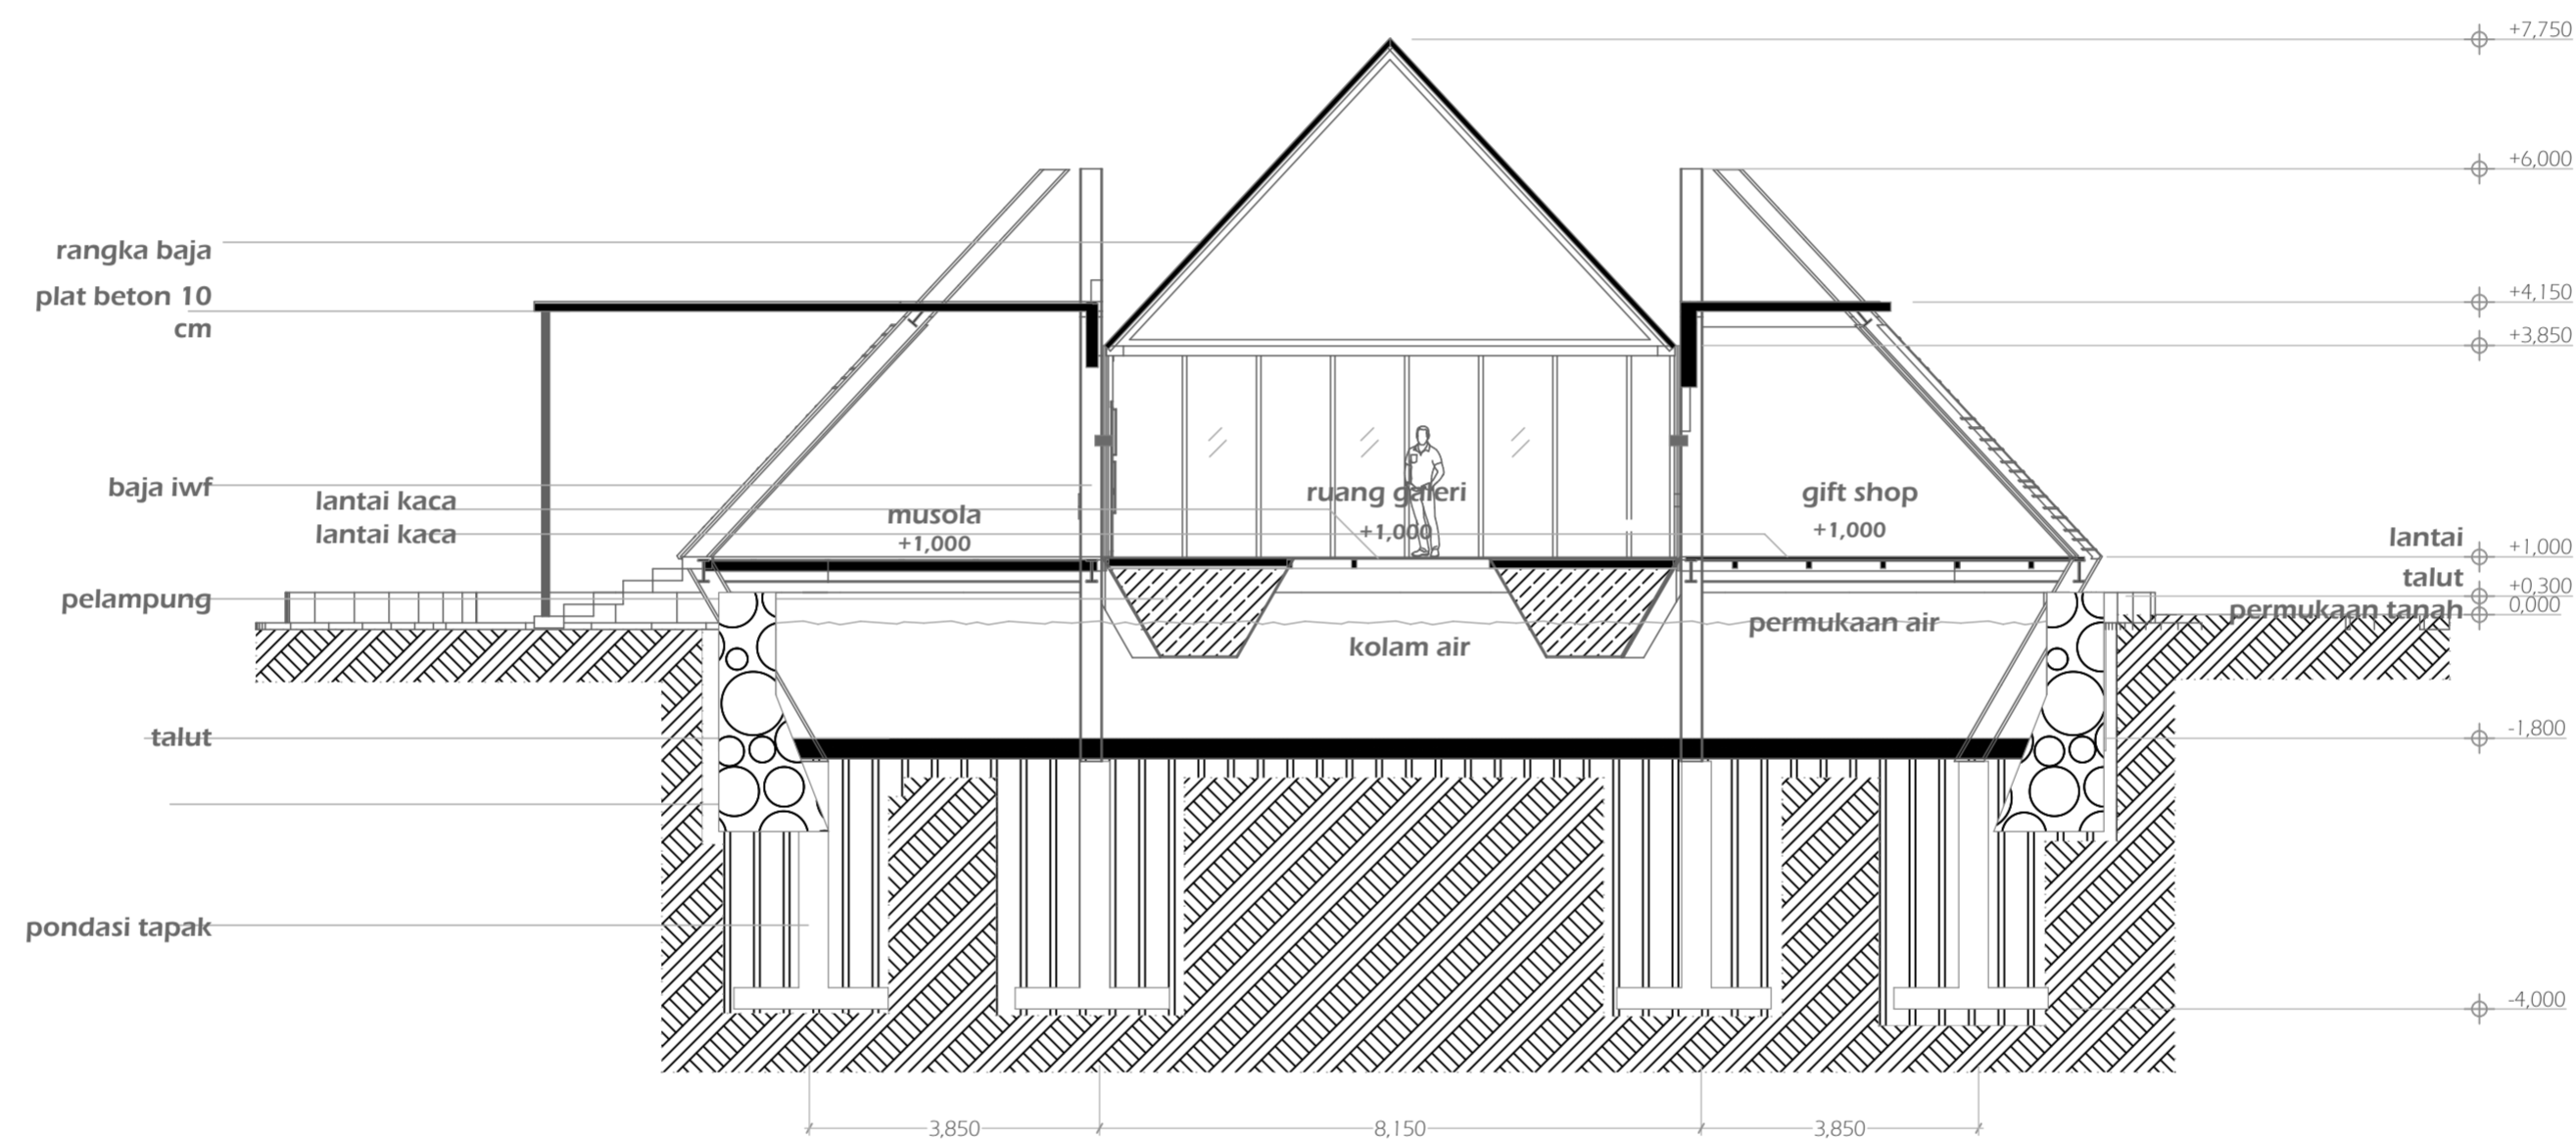 +7,750
+6,000
rangka baja
plat beton 10
cm
+4,150
+3,850
baja iwf
lantai kaca
lantai kaca
musola
+1,000
ruang galeri
+1,000
gift shop
+1,000
lantai
+1,000
talut
+0,300
permukaan tanah
0,000
pelampung
kolam air
permukaan air
talut
-1,800
pondasi tapak
-4,000
3,850
8,150
3,850